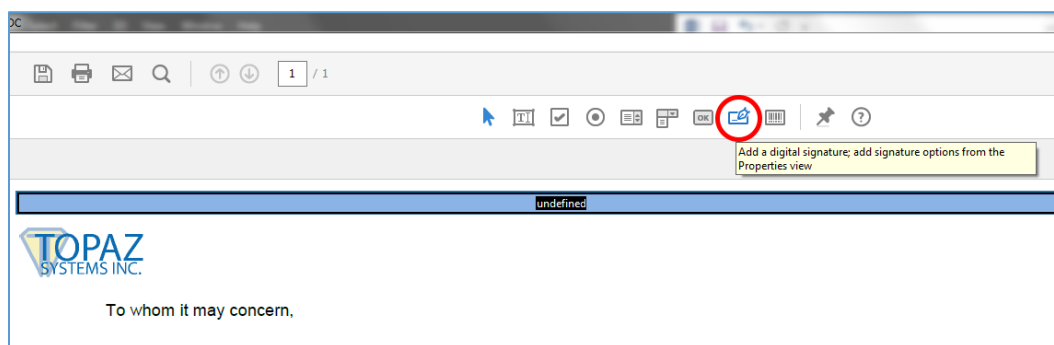 DC
1 / 1
T
OK
?
Add a digital signature; add signature options from the
Properties view
undefined
TOPAZ
SYSTEMS INC.
To whom it may concern,